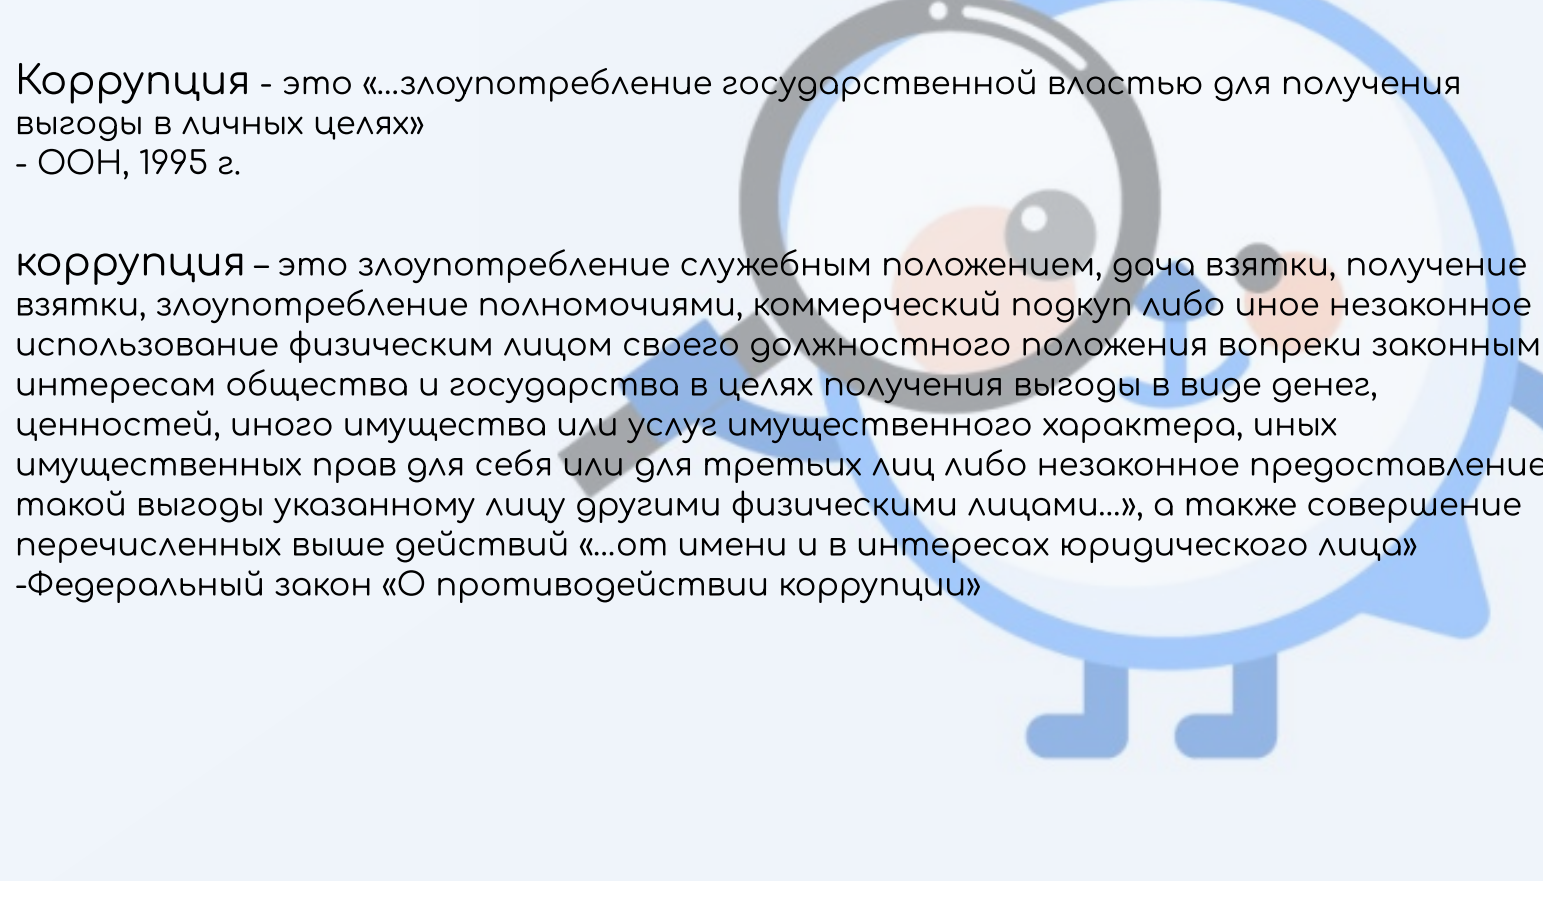 Коррупция - это «...злоупотребление государственной властью для получения
выгоды в личных целях»
- ООН, 1995 г.
коррупция – это злоупотребление служебным положением, дача взятки, получение
взятки, злоупотребление полномочиями, коммерческий подкуп либо иное незаконное
использование физическим лицом своего должностного положения вопреки законным
интересам общества и государства в целях получения выгоды в виде денег,
ценностей, иного имущества или услуг имущественного характера, иных
имущественных прав для себя или для третьих лиц либо незаконное предоставление
такой выгоды указанному лицу другими физическими лицами...», а также совершение
перечисленных выше действий «...от имени и в интересах юридического лица»
-Федеральный закон «О противодействии коррупции»